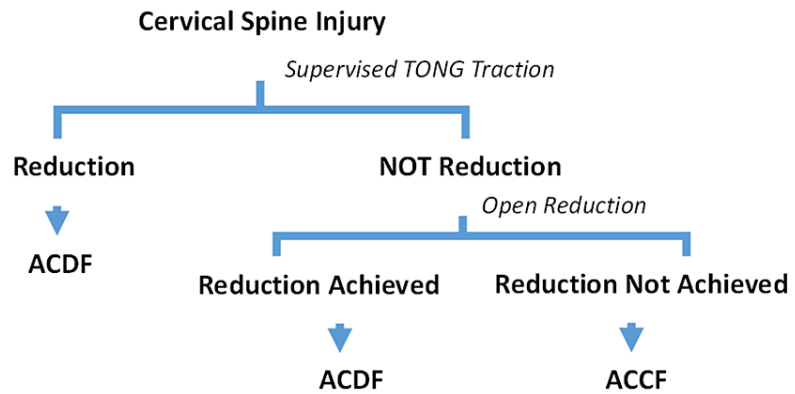 Cervical Spine Injury
Supervised TONG Traction
Reduction
NOT Reduction
Open Reduction
ACDF
Reduction Achieved
Reduction Not Achieved
ACDF
ACCF